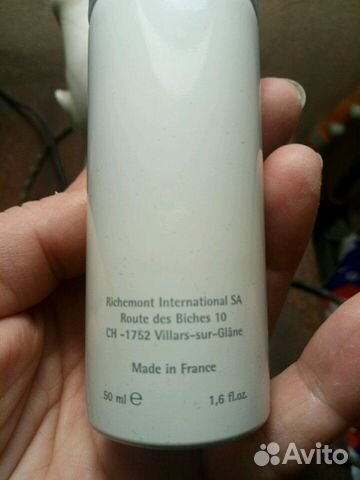 Richemont International SA
Route des Biches 10
CH -1752 Villars-sur-Glâne
Made in France
50 ml ℮ 1,6 fl.oz.
Avito